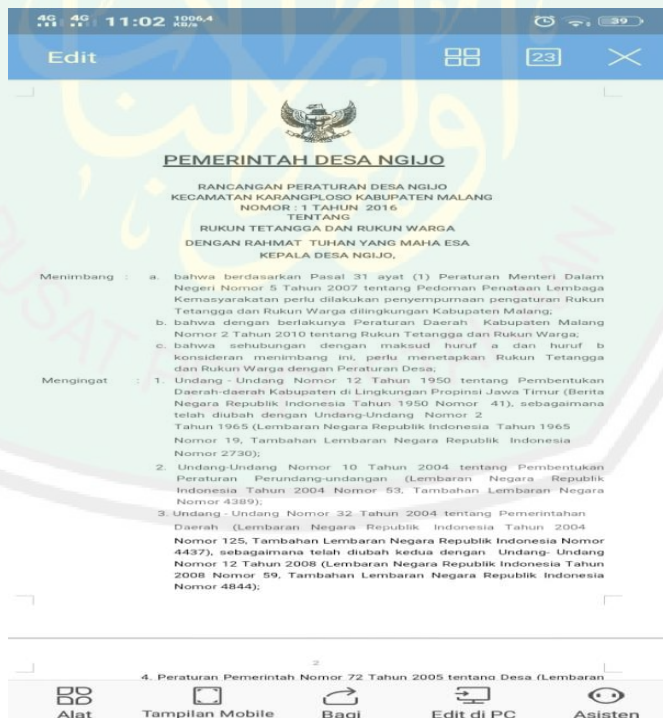 4G 4G 11:02 1006,4 KB/s 39
Edit 23
PEMERINTAH DESA NGIJO
RANCANGAN PERATURAN DESA NGIJO
KECAMATAN KARANGPLOSO KABUPATEN MALANG
NOMOR : 1 TAHUN 2016
TENTANG
RUKUN TETANGGA DAN RUKUN WARGA
DENGAN RAHMAT TUHAN YANG MAHA ESA
KEPALA DESA NGIJO,
Menimbang : a. bahwa berdasarkan Pasal 31 ayat (1) Peraturan Menteri Dalam
Negeri Nomor 5 Tahun 2007 tentang Pedoman Penataan Lembaga
Kemasyarakatan perlu dilakukan penyempurnaan pengaturan Rukun
Tetangga dan Rukun Warga dilingkungan Kabupaten Malang;
b. bahwa dengan berlakunya Peraturan Daerah Kabupaten Malang
Nomor 2 Tahun 2010 tentang Rukun Tetangga dan Rukun Warga;
c. bahwa sehubungan dengan maksud huruf a dan huruf b
konsideran menimbang ini, perlu menetapkan Rukun Tetangga
dan Rukun Warga dengan Peraturan Desa;
Mengingat : 1. Undang - Undang Nomor 12 Tahun 1950 tentang Pembentukan
Daerah-daerah Kabupaten di Lingkungan Propinsi Jawa Timur (Berita
Negara Republik Indonesia Tahun 1950 Nomor 41), sebagaimana
telah diubah dengan Undang-Undang Nomor 2
Tahun 1965 (Lembaran Negara Republik Indonesia Tahun 1965
Nomor 19, Tambahan Lembaran Negara Republik Indonesia
Nomor 2730);
2. Undang-Undang Nomor 10 Tahun 2004 tentang Pembentukan
Peraturan Perundang-undangan (Lembaran Negara Republik
Indonesia Tahun 2004 Nomor 53, Tambahan Lembaran Negara
Nomor 4389);
3. Undang - Undang Nomor 32 Tahun 2004 tentang Pemerintahan
Daerah (Lembaran Negara Republik Indonesia Tahun 2004
Nomor 125, Tambahan Lembaran Negara Republik Indonesia Nomor
4437), sebagaimana telah diubah kedua dengan Undang- Undang
Nomor 12 Tahun 2008 (Lembaran Negara Republik Indonesia Tahun
2008 Nomor 59, Tambahan Lembaran Negara Republik Indonesia
Nomor 4844);
2
4. Peraturan Pemerintah Nomor 72 Tahun 2005 tentang Desa (Lembaran
Alat Tampilan Mobile Bagi Edit di PC Asisten